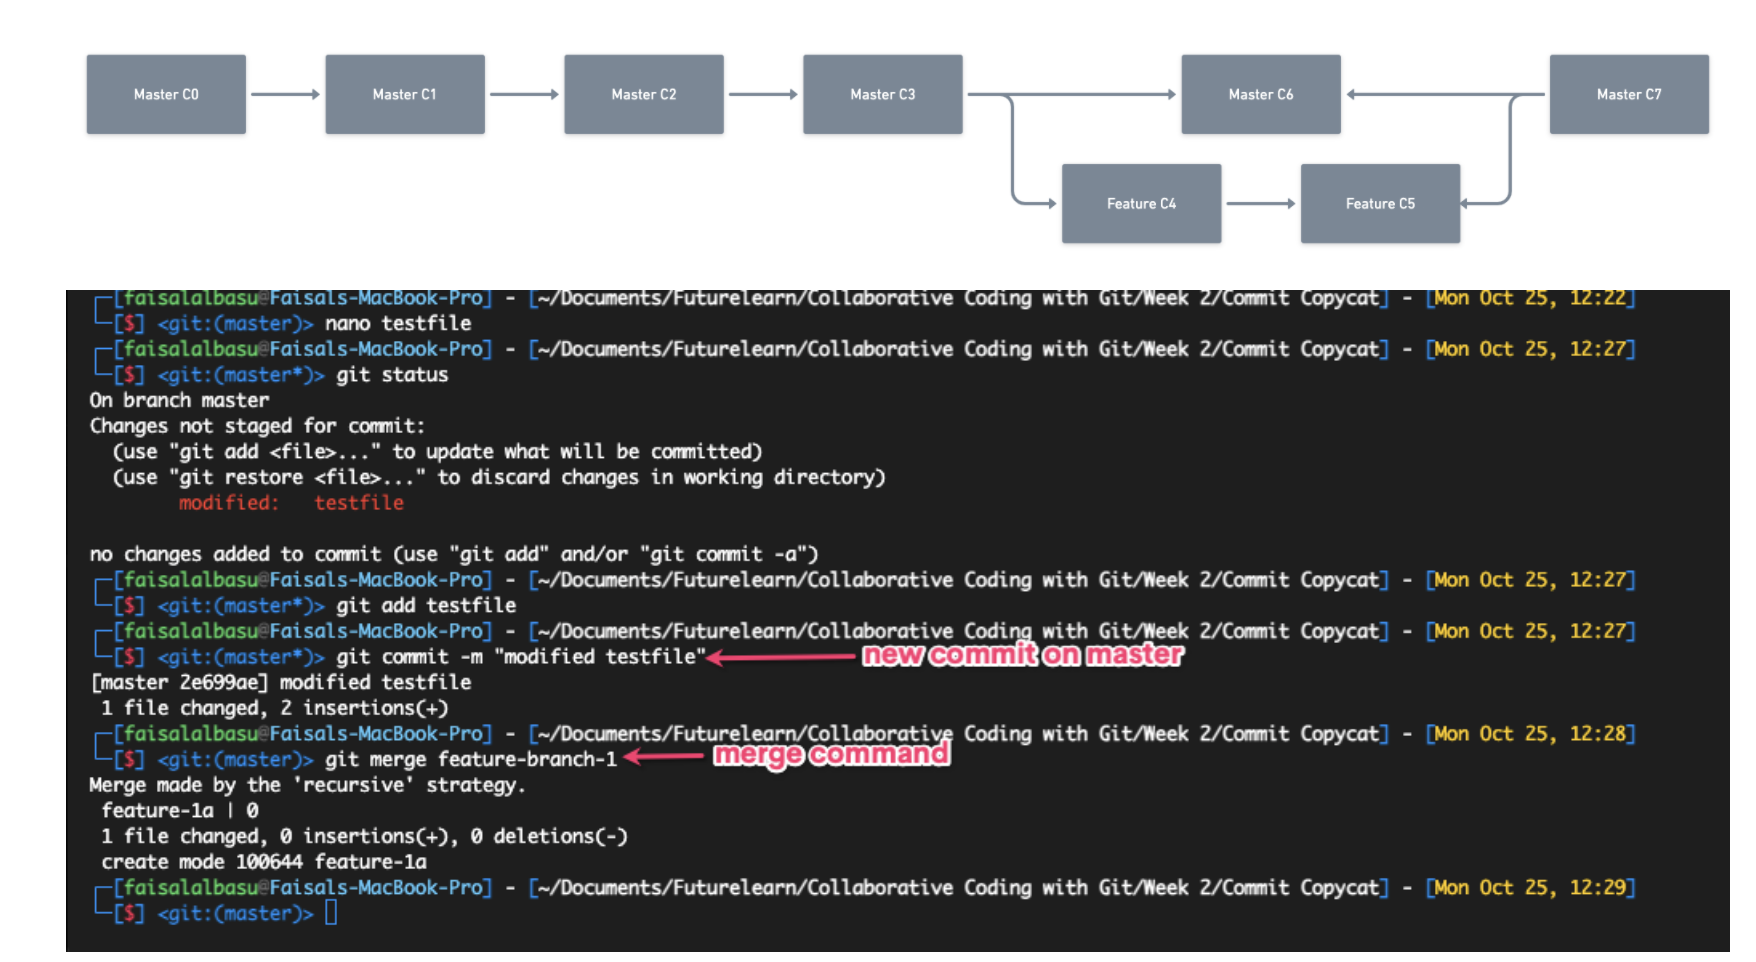 Master C0
Master C1
Master C2
Master C3
Master C6
Master C7
Feature C4
Feature C5
[faisalalbasu@Faisals-MacBook-Pro] - [~/Documents/Futurelearn/Collaborative Coding with Git/Week 2/Commit Copycat] - [Mon Oct 25, 12:22]
[$] <git:(master)> nano testfile
[faisalalbasu@Faisals-MacBook-Pro] - [~/Documents/Futurelearn/Collaborative Coding with Git/Week 2/Commit Copycat] - [Mon Oct 25, 12:27]
[$] <git:(master*)> git status
On branch master
Changes not staged for commit:
  (use "git add <file>..." to update what will be committed)
  (use "git restore <file>..." to discard changes in working directory)
        modified:   testfile
no changes added to commit (use "git add" and/or "git commit -a")
[faisalalbasu@Faisals-MacBook-Pro] - [~/Documents/Futurelearn/Collaborative Coding with Git/Week 2/Commit Copycat] - [Mon Oct 25, 12:27]
[$] <git:(master*)> git add testfile
[faisalalbasu@Faisals-MacBook-Pro] - [~/Documents/Futurelearn/Collaborative Coding with Git/Week 2/Commit Copycat] - [Mon Oct 25, 12:27]
[$] <git:(master*)> git commit -m "modified testfile" new commit on master
[master 2e699ae] modified testfile
 1 file changed, 2 insertions(+)
[faisalalbasu@Faisals-MacBook-Pro] - [~/Documents/Futurelearn/Collaborative Coding with Git/Week 2/Commit Copycat] - [Mon Oct 25, 12:28]
[$] <git:(master)> git merge feature-branch-1 merge command
Merge made by the 'recursive' strategy.
 feature-1a | 0
 1 file changed, 0 insertions(+), 0 deletions(-)
 create mode 100644 feature-1a
[faisalalbasu@Faisals-MacBook-Pro] - [~/Documents/Futurelearn/Collaborative Coding with Git/Week 2/Commit Copycat] - [Mon Oct 25, 12:29]
[$] <git:(master)>